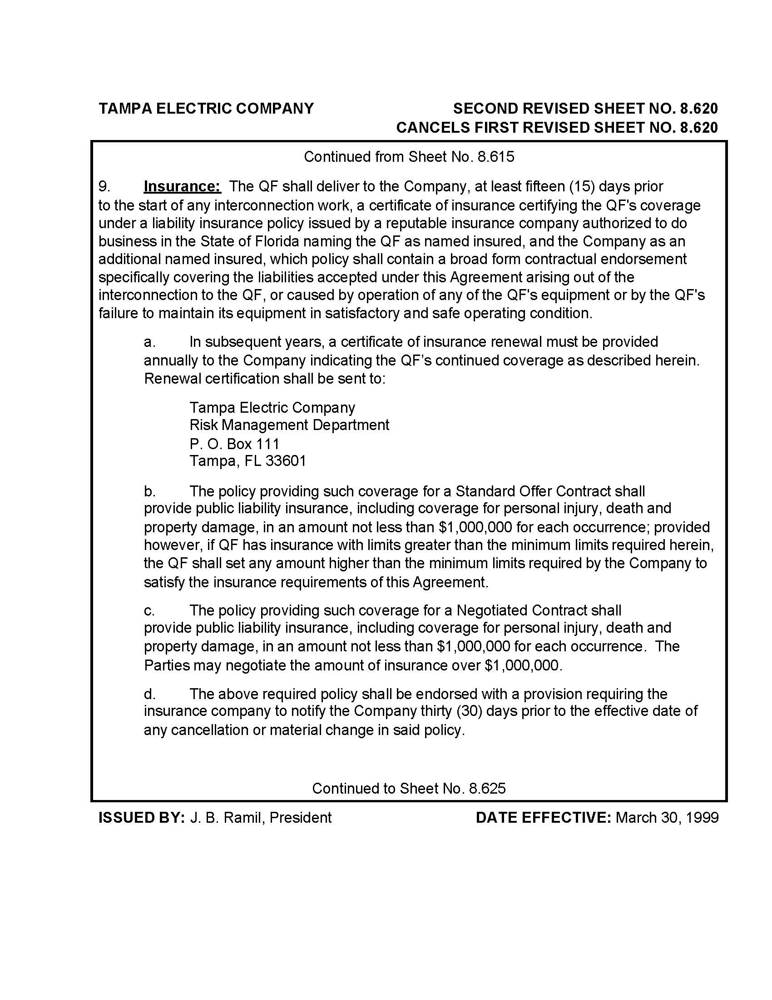 TAMPA ELECTRIC COMPANY
SECOND REVISED SHEET NO. 8.620
CANCELS FIRST REVISED SHEET NO. 8.620
Continued from Sheet No. 8.615
9. Insurance: The QF shall deliver to the Company, at least fifteen (15) days prior
to the start of any interconnection work, a certificate of insurance certifying the QF's coverage
under a liability insurance policy issued by a reputable insurance company authorized to do
business in the State of Florida naming the QF as named insured, and the Company as an
additional named insured, which policy shall contain a broad form contractual endorsement
specifically covering the liabilities accepted under this Agreement arising out of the
interconnection to the QF, or caused by operation of any of the QF's equipment or by the QF's
failure to maintain its equipment in satisfactory and safe operating condition.
a. In subsequent years, a certificate of insurance renewal must be provided
annually to the Company indicating the QF’s continued coverage as described herein.
Renewal certification shall be sent to:
Tampa Electric Company
Risk Management Department
P. O. Box 111
Tampa, FL 33601
b. The policy providing such coverage for a Standard Offer Contract shall
provide public liability insurance, including coverage for personal injury, death and
property damage, in an amount not less than $1,000,000 for each occurrence; provided
however, if QF has insurance with limits greater than the minimum limits required herein,
the QF shall set any amount higher than the minimum limits required by the Company to
satisfy the insurance requirements of this Agreement.
c. The policy providing such coverage for a Negotiated Contract shall
provide public liability insurance, including coverage for personal injury, death and
property damage, in an amount not less than $1,000,000 for each occurrence. The
Parties may negotiate the amount of insurance over $1,000,000.
d. The above required policy shall be endorsed with a provision requiring the
insurance company to notify the Company thirty (30) days prior to the effective date of
any cancellation or material change in said policy.
Continued to Sheet No. 8.625
ISSUED BY: J. B. Ramil, President
DATE EFFECTIVE: March 30, 1999